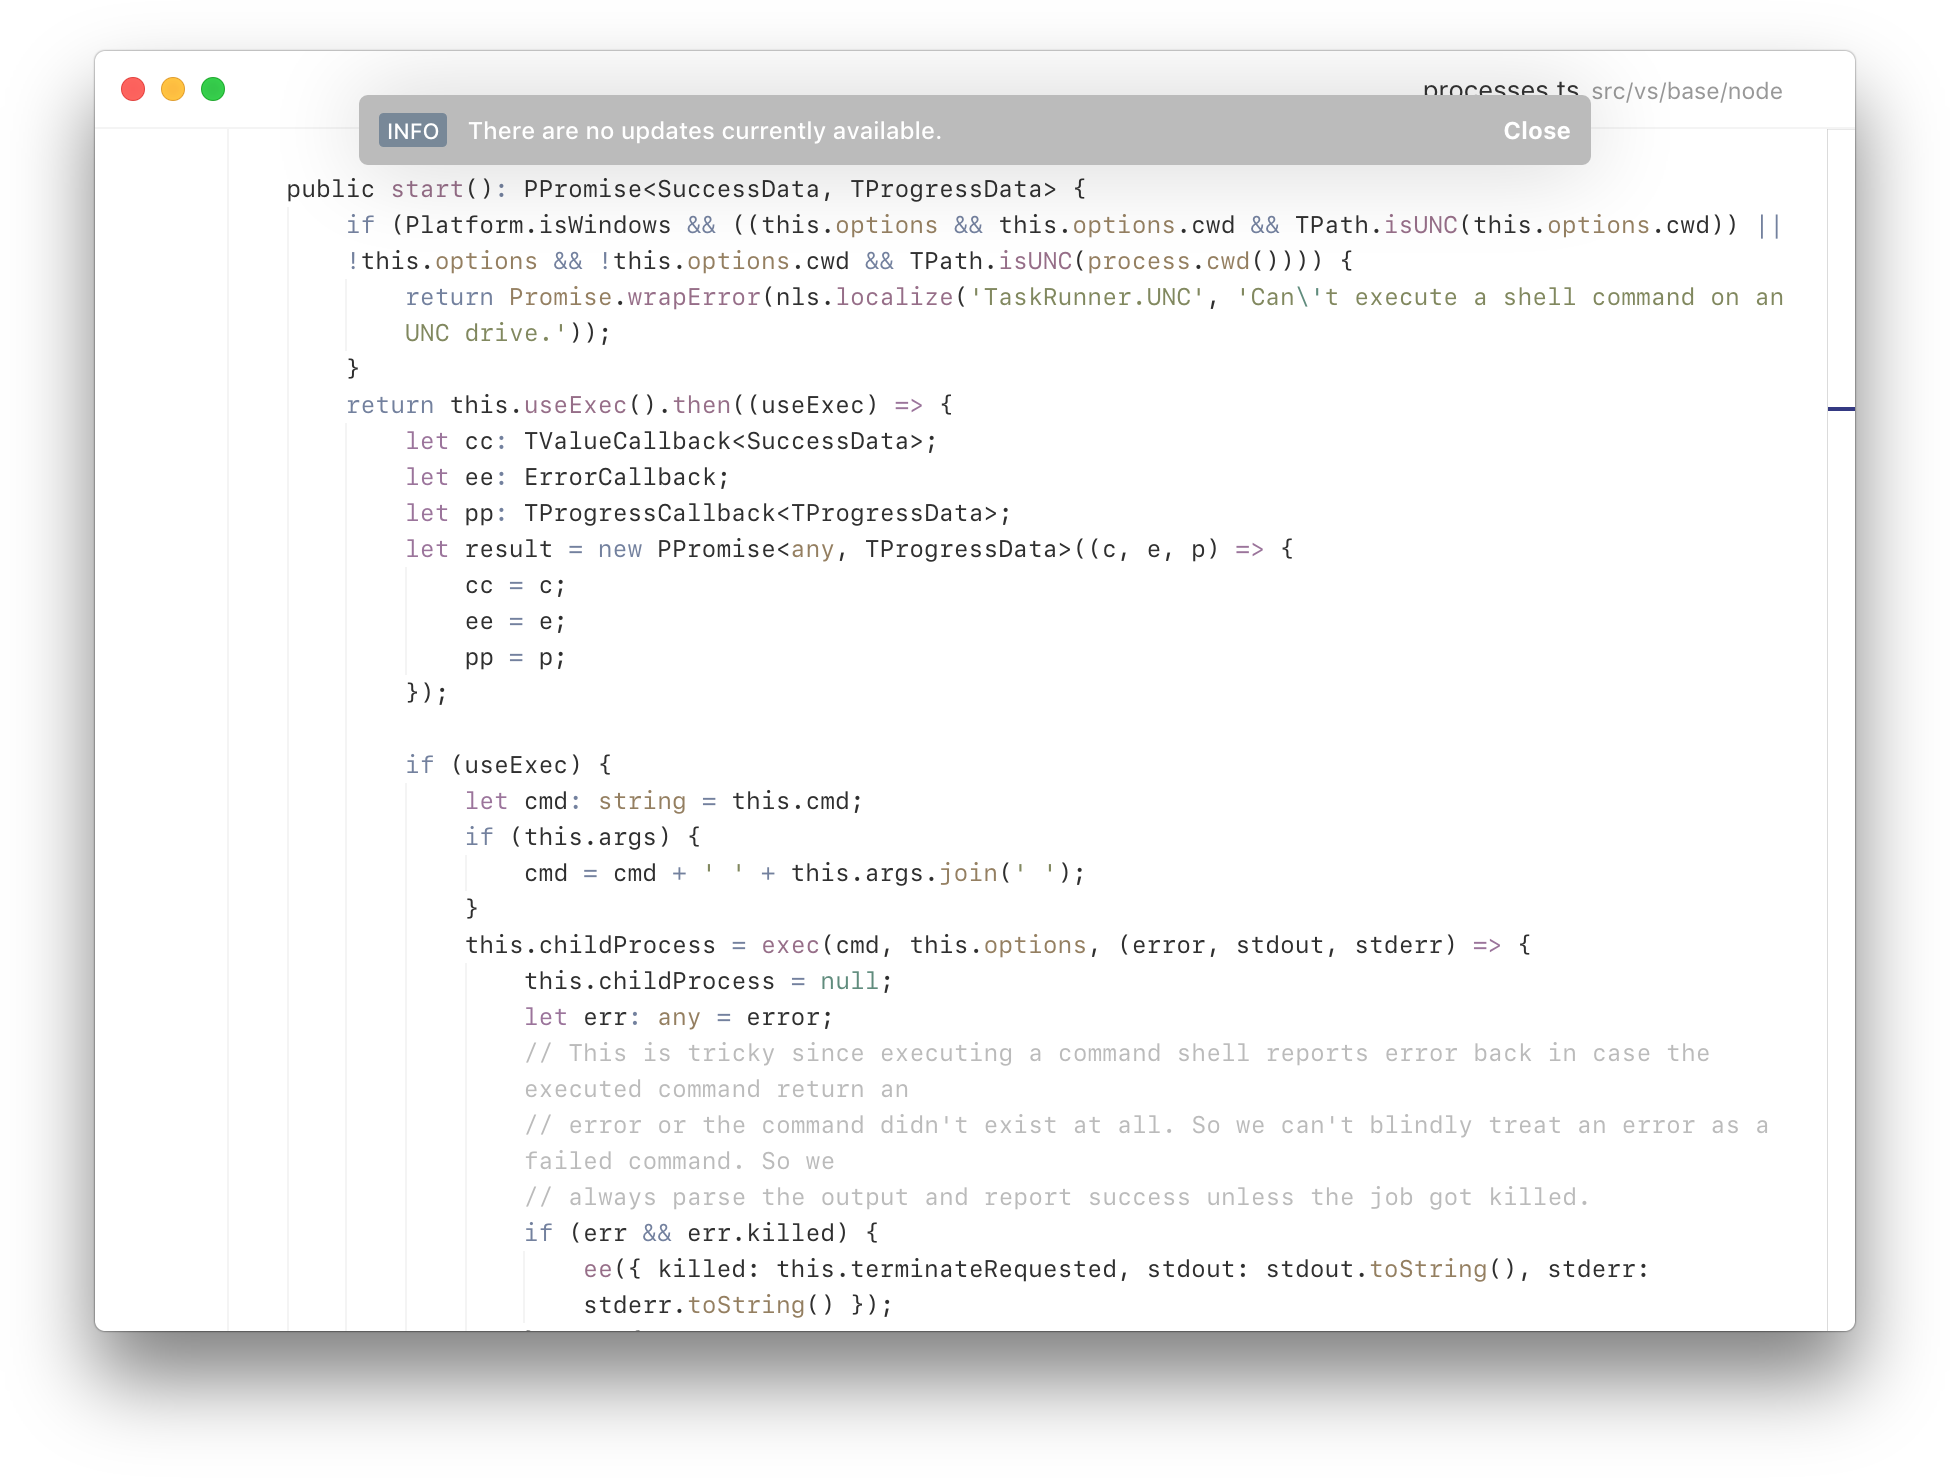 processes.ts src/vs/base/node
INFO There are no updates currently available. Close
public start(): PPromise<SuccessData, TProgressData> {
if (Platform.isWindows && ((this.options && this.options.cwd && TPath.isUNC(this.options.cwd)) ||
!this.options && !this.options.cwd && TPath.isUNC(process.cwd()))) {
return Promise.wrapError(nls.localize('TaskRunner.UNC', 'Can\'t execute a shell command on an
UNC drive.'));
}
return this.useExec().then((useExec) => {
let cc: TValueCallback<SuccessData>;
let ee: ErrorCallback;
let pp: TProgressCallback<TProgressData>;
let result = new PPromise<any, TProgressData>((c, e, p) => {
cc = c;
ee = e;
pp = p;
});
if (useExec) {
let cmd: string = this.cmd;
if (this.args) {
cmd = cmd + ' ' + this.args.join(' ');
}
this.childProcess = exec(cmd, this.options, (error, stdout, stderr) => {
this.childProcess = null;
let err: any = error;
// This is tricky since executing a command shell reports error back in case the
executed command return an
// error or the command didn't exist at all. So we can't blindly treat an error as a
failed command. So we
// always parse the output and report success unless the job got killed.
if (err && err.killed) {
ee({ killed: this.terminateRequested, stdout: stdout.toString(), stderr:
stderr.toString() });